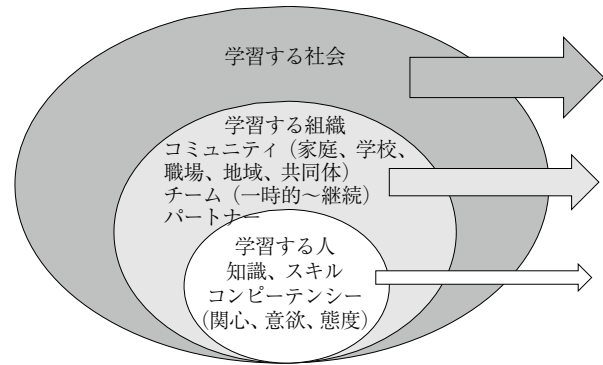 学習する社会
学習する組織
コミュニティ（家庭、学校、
職場、地域、共同体）
チーム（一時的〜継続）
パートナー
学習する人
知識、スキル
コンピーテンシー
（関心、意欲、態度）